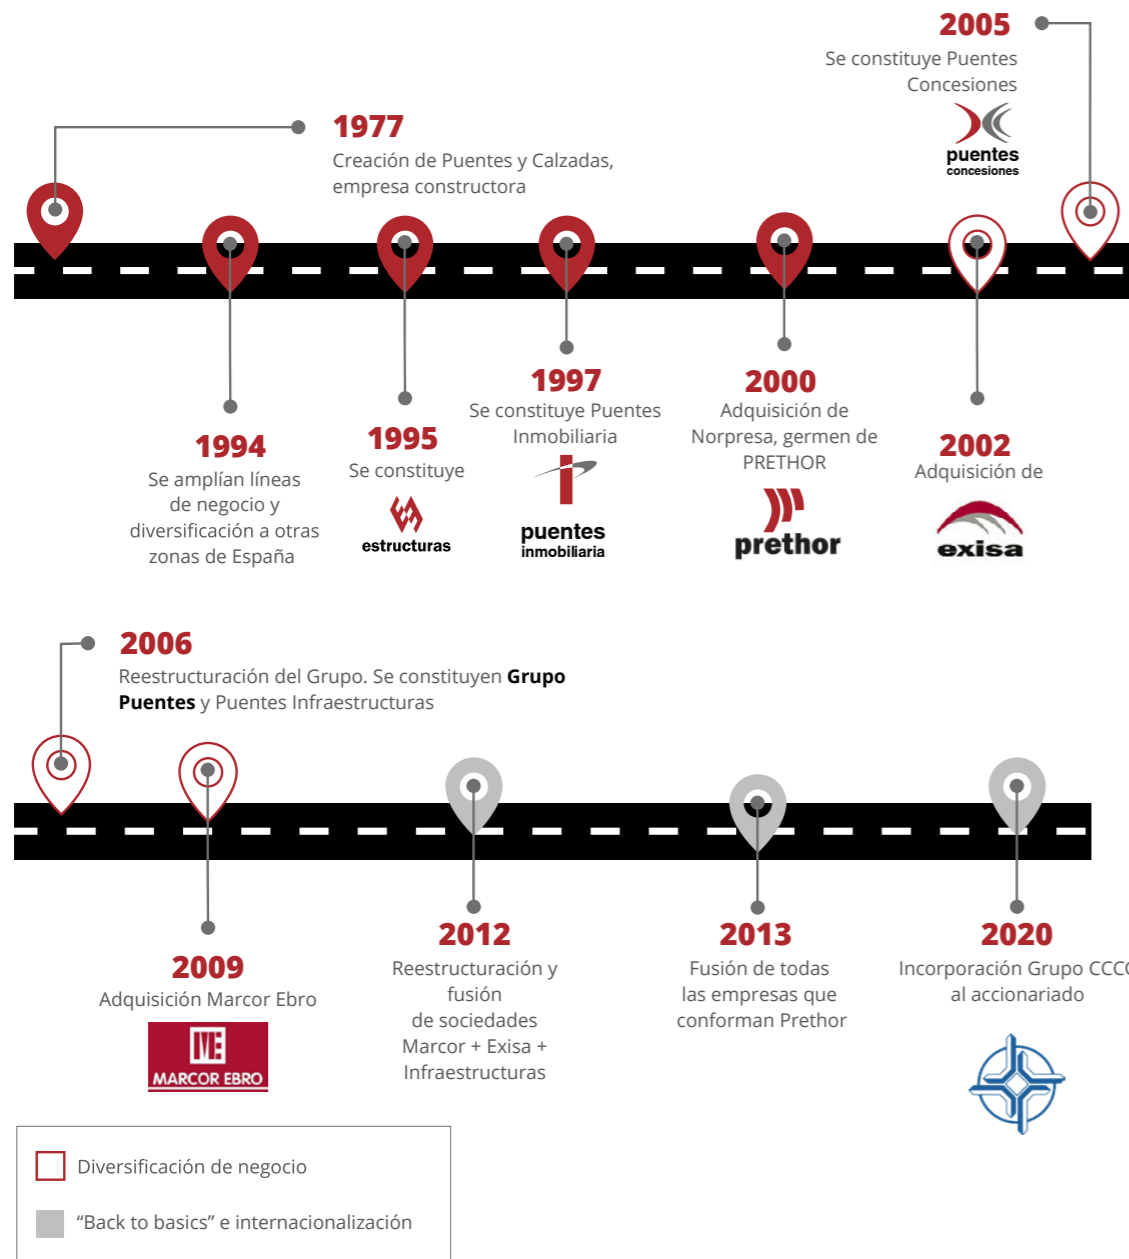 2005
Se constituye Puentes
Concesiones
puentes
concesiones
1977
Creación de Puentes y Calzadas,
empresa constructora
1994
Se amplían líneas
de negocio y
diversificación a otras
zonas de España
1995
Se constituye
estructuras
1997
Se constituye Puentes
Inmobiliaria
puentes
inmobiliaria
2000
Adquisición de
Norpresa, germen de
PRETHOR
prethor
2002
Adquisición de
exisa
2006
Reestructuración del Grupo. Se constituyen Grupo
Puentes y Puentes Infraestructuras
2009
Adquisición Marcor Ebro
MARCOR EBRO
2012
Reestructuración y
fusión
de sociedades
Marcor + Exisa +
Infraestructuras
2013
Fusión de todas
las empresas que
conforman Prethor
2020
Incorporación Grupo CCCC
al accionariado
Diversificación de negocio
“Back to basics” e internacionalización